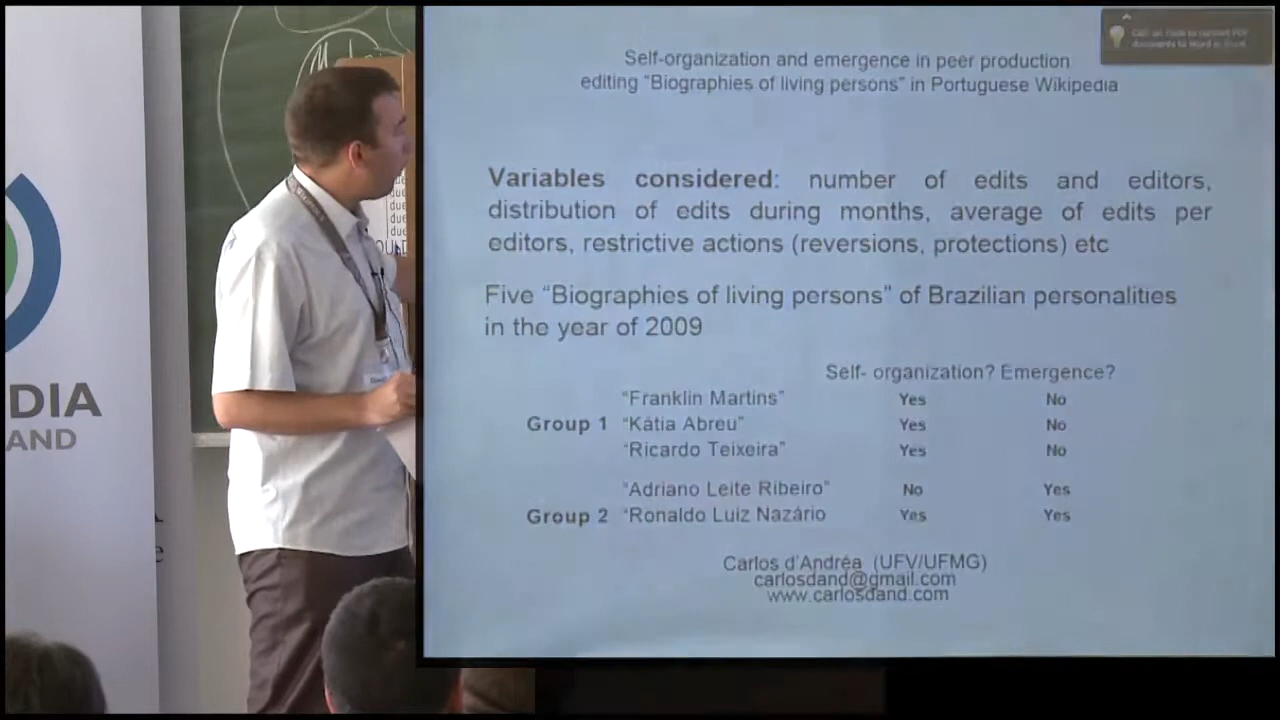 Self-organization and emergence in peer production
editing “Biographies of living persons” in Portuguese Wikipedia
Variables considered: number of edits and editors,
distribution of edits during months, average of edits per
editors, restrictive actions (reversions, protections) etc
Five “Biographies of living persons” of Brazilian personalities
in the year of 2009
Self- organization? Emergence?
“Franklin Martins” Yes No
Group 1 “Kátia Abreu” Yes No
“Ricardo Teixeira” Yes No
“Adriano Leite Ribeiro” No Yes
Group 2 “Ronaldo Luiz Nazário Yes Yes
Carlos d’Andréa (UFV/UFMG)
carlosdand@gmail.com
www.carlosdand.com
DIA
AND
due
due
due
OULD